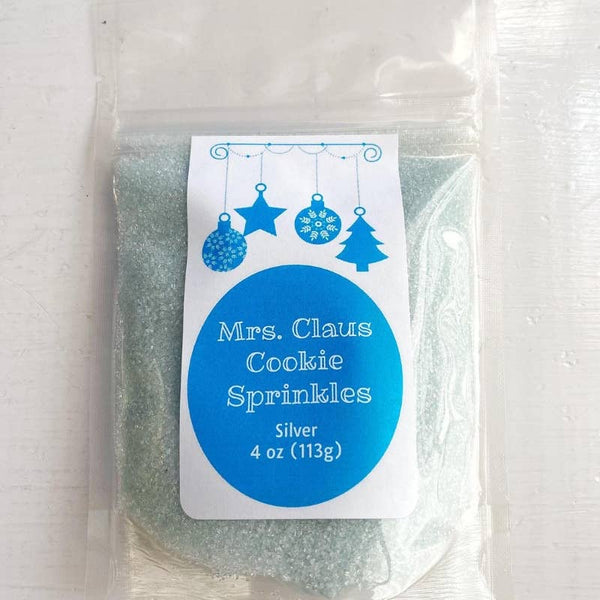 Mrs. Claus
Cookie
Sprinkles
Silver
4 oz (113g)